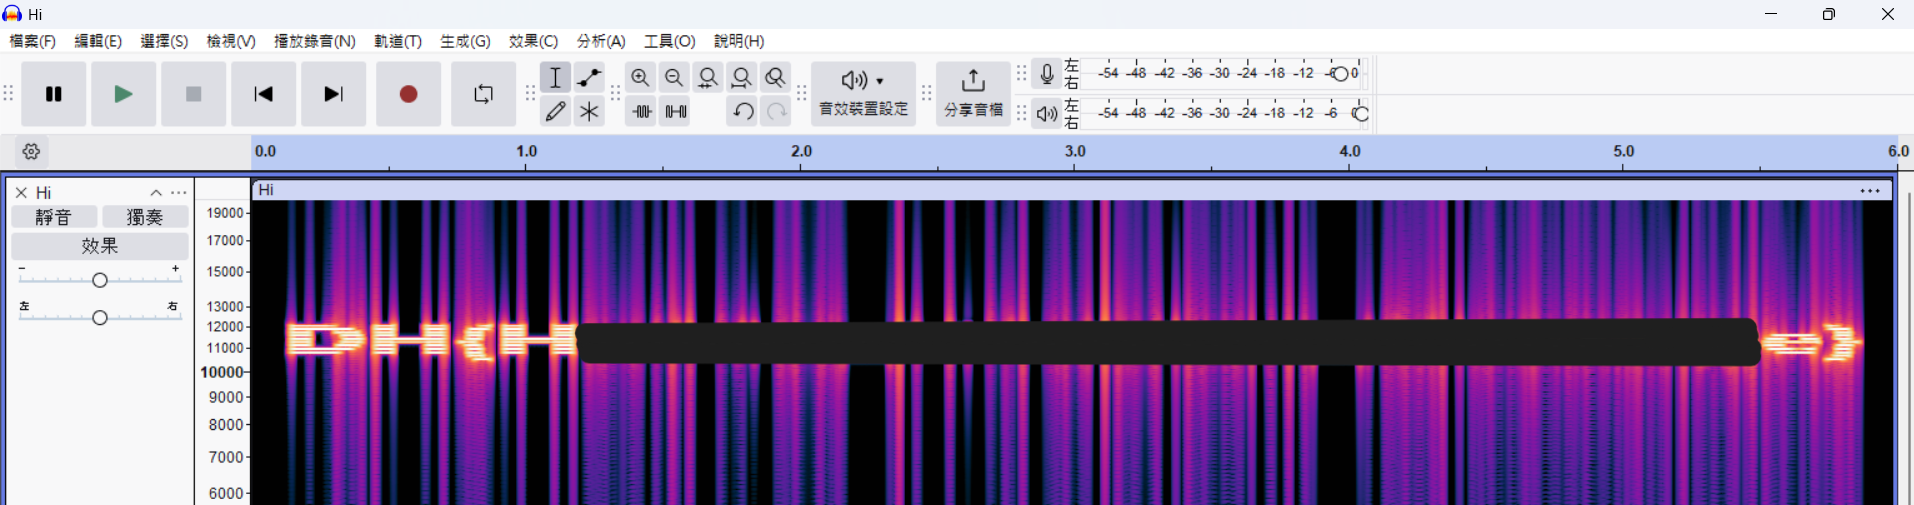 Hi
檔案(F) 編輯(E) 選擇(S) 檢視(V) 播放錄音(N) 軌道(T) 生成(G) 效果(C) 分析(A) 工具(O) 說明(H)
音效裝置設定
分享音檔
左
右
-54 -48 -42 -36 -30 -24 -18 -12 -6 0
左
右
-54 -48 -42 -36 -30 -24 -18 -12 -6
0.0 1.0 2.0 3.0 4.0 5.0 6.0
Hi
靜音 獨奏
效果
- +
左 右
Hi
19000
17000
15000
13000
12000
11000
10000
9000
8000
7000
6000
DH{H
e}